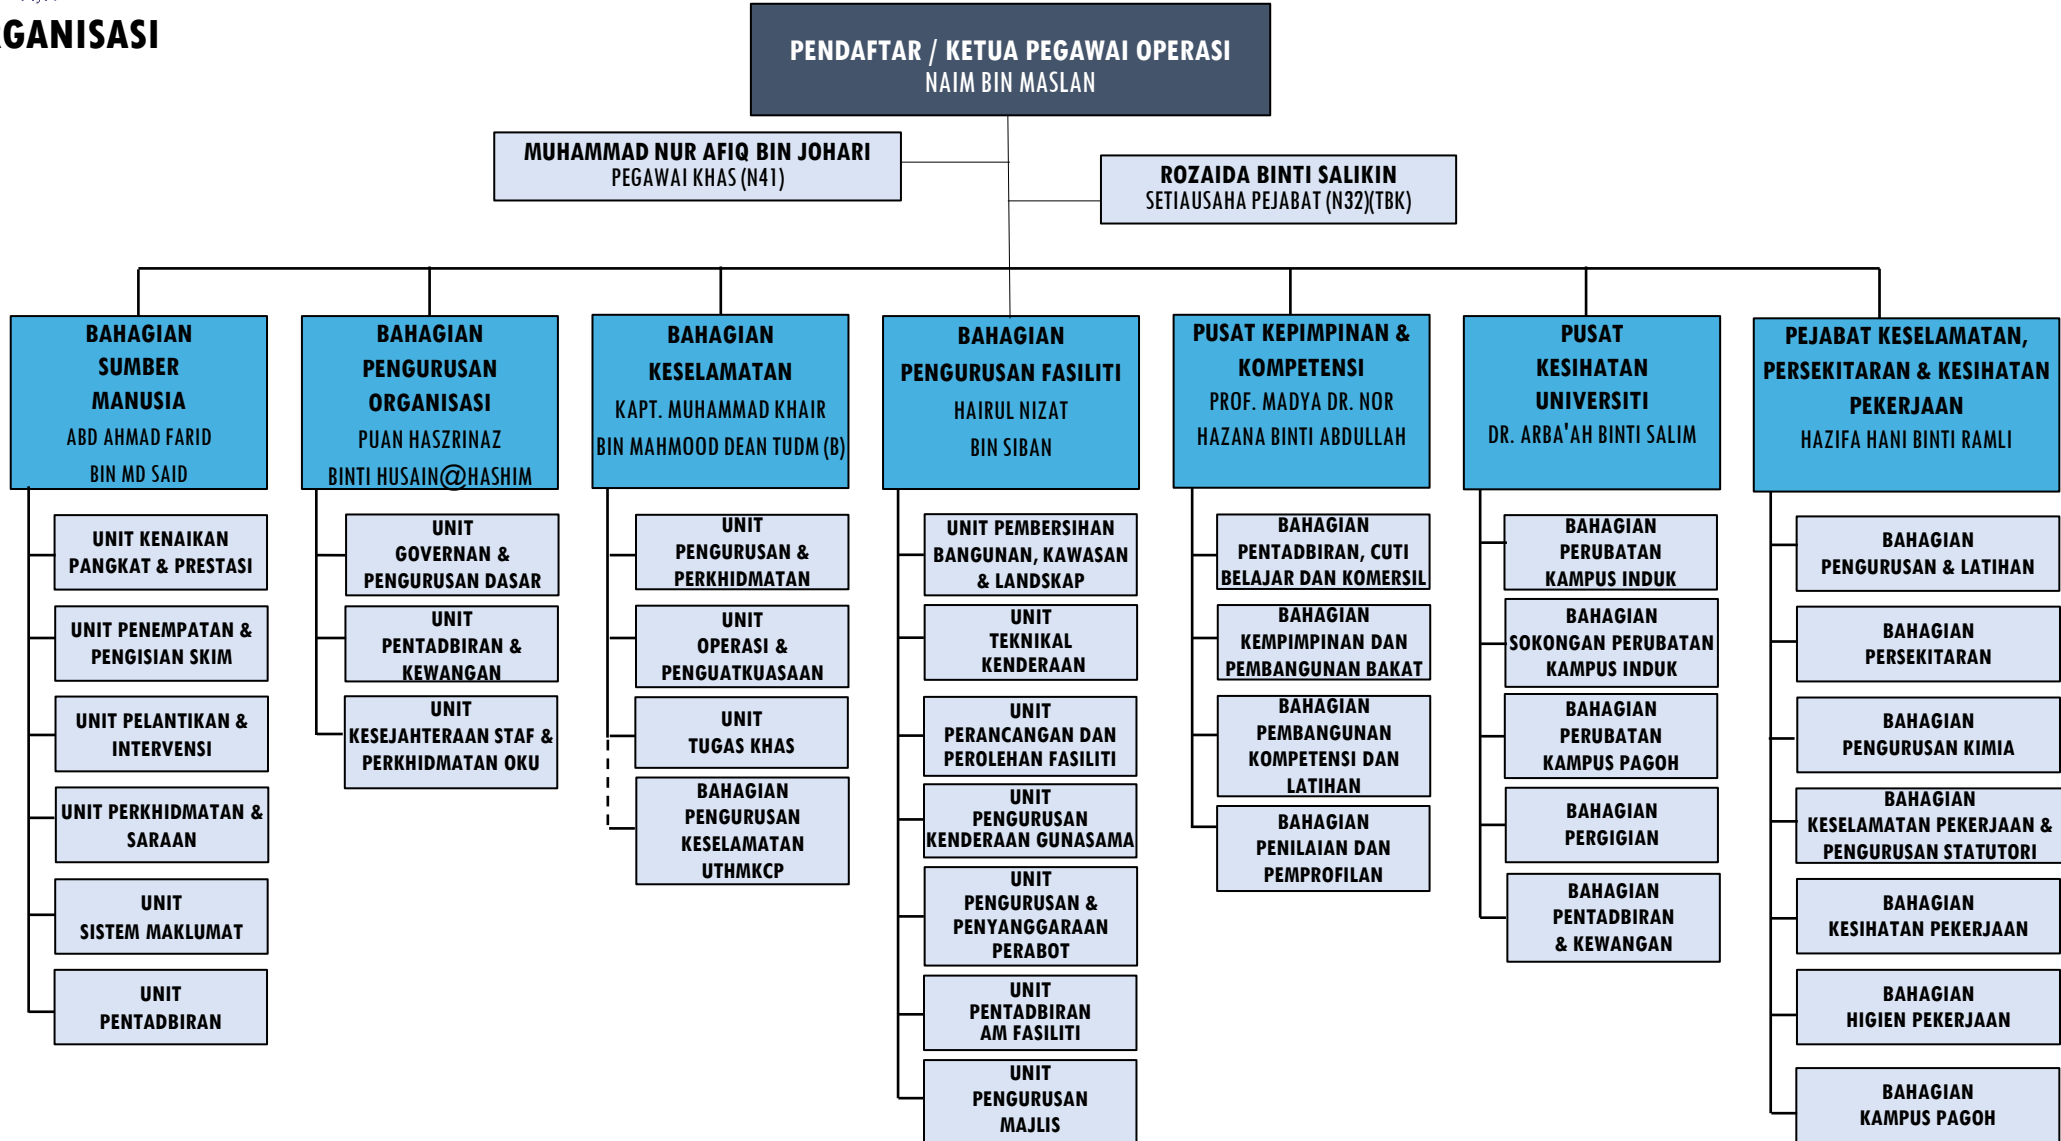 RGANISASI
PENDAFTAR / KETUA PEGAWAI OPERASI
NAIM BIN MASLAN
MUHAMMAD NUR AFIQ BIN JOHARI
PEGAWAI KHAS (N41)
ROZAIDA BINTI SALIKIN
SETIAUSAHA PEJABAT (N32)(TBK)
BAHAGIAN
SUMBER
MANUSIA
ABD AHMAD FARID
BIN MD SAID
UNIT KENAIKAN
PANGKAT & PRESTASI
UNIT PENEMPATAN &
PENGISIAN SKIM
UNIT PELANTIKAN &
INTERVENSI
UNIT PERKHIDMATAN &
SARAAN
UNIT
SISTEM MAKLUMAT
UNIT
PENTADBIRAN
BAHAGIAN
PENGURUSAN
ORGANISASI
PUAN HASZRINAZ
BINTI HUSAIN@HASHIM
UNIT
GOVERNAN &
PENGURUSAN DASAR
UNIT
PENTADBIRAN &
KEWANGAN
UNIT
KESEJAHTERAAN STAF &
PERKHIDMATAN OKU
BAHAGIAN
KESELAMATAN
KAPT. MUHAMMAD KHAIR
BIN MAHMOOD DEAN TUDM (B)
UNIT
PENGURUSAN &
PERKHIDMATAN
UNIT
OPERASI &
PENGUATKUASAAN
UNIT
TUGAS KHAS
BAHAGIAN
PENGURUSAN
KESELAMATAN
UTHMKCP
BAHAGIAN
PENGURUSAN FASILITI
HAIRUL NIZAT
BIN SIBAN
UNIT PEMBERSIHAN
BANGUNAN, KAWASAN
& LANDSKAP
UNIT
TEKNIKAL
KENDERAAN
UNIT
PERANCANGAN DAN
PEROLEHAN FASILITI
UNIT
PENGURUSAN
KENDERAAN GUNASAMA
UNIT
PENGURUSAN &
PENYANGGARAAN
PERABOT
UNIT
PENTADBIRAN
AM FASILITI
UNIT
PENGURUSAN
MAJLIS
PUSAT KEPIMPINAN &
KOMPETENSI
PROF. MADYA DR. NOR
HAZANA BINTI ABDULLAH
BAHAGIAN
PENTADBIRAN, CUTI
BELAJAR DAN KOMERSIL
BAHAGIAN
KEMPIMPINAN DAN
PEMBANGUNAN BAKAT
BAHAGIAN
PEMBANGUNAN
KOMPETENSI DAN
LATIHAN
BAHAGIAN
PENILAIAN DAN
PEMPROFILAN
PUSAT
KESIHATAN
UNIVERSITI
DR. ARBA'AH BINTI SALIM
BAHAGIAN
PERUBATAN
KAMPUS INDUK
BAHAGIAN
SOKONGAN PERUBATAN
KAMPUS INDUK
BAHAGIAN
PERUBATAN
KAMPUS PAGOH
BAHAGIAN
PERGIGIAN
BAHAGIAN
PENTADBIRAN
& KEWANGAN
PEJABAT KESELAMATAN,
PERSEKITARAN & KESIHATAN
PEKERJAAN
HAZIFA HANI BINTI RAMLI
BAHAGIAN
PENGURUSAN & LATIHAN
BAHAGIAN
PERSEKITARAN
BAHAGIAN
PENGURUSAN KIMIA
BAHAGIAN
KESELAMATAN PEKERJAAN &
PENGURUSAN STATUTORI
BAHAGIAN
KESIHATAN PEKERJAAN
BAHAGIAN
HIGIEN PEKERJAAN
BAHAGIAN
KAMPUS PAGOH